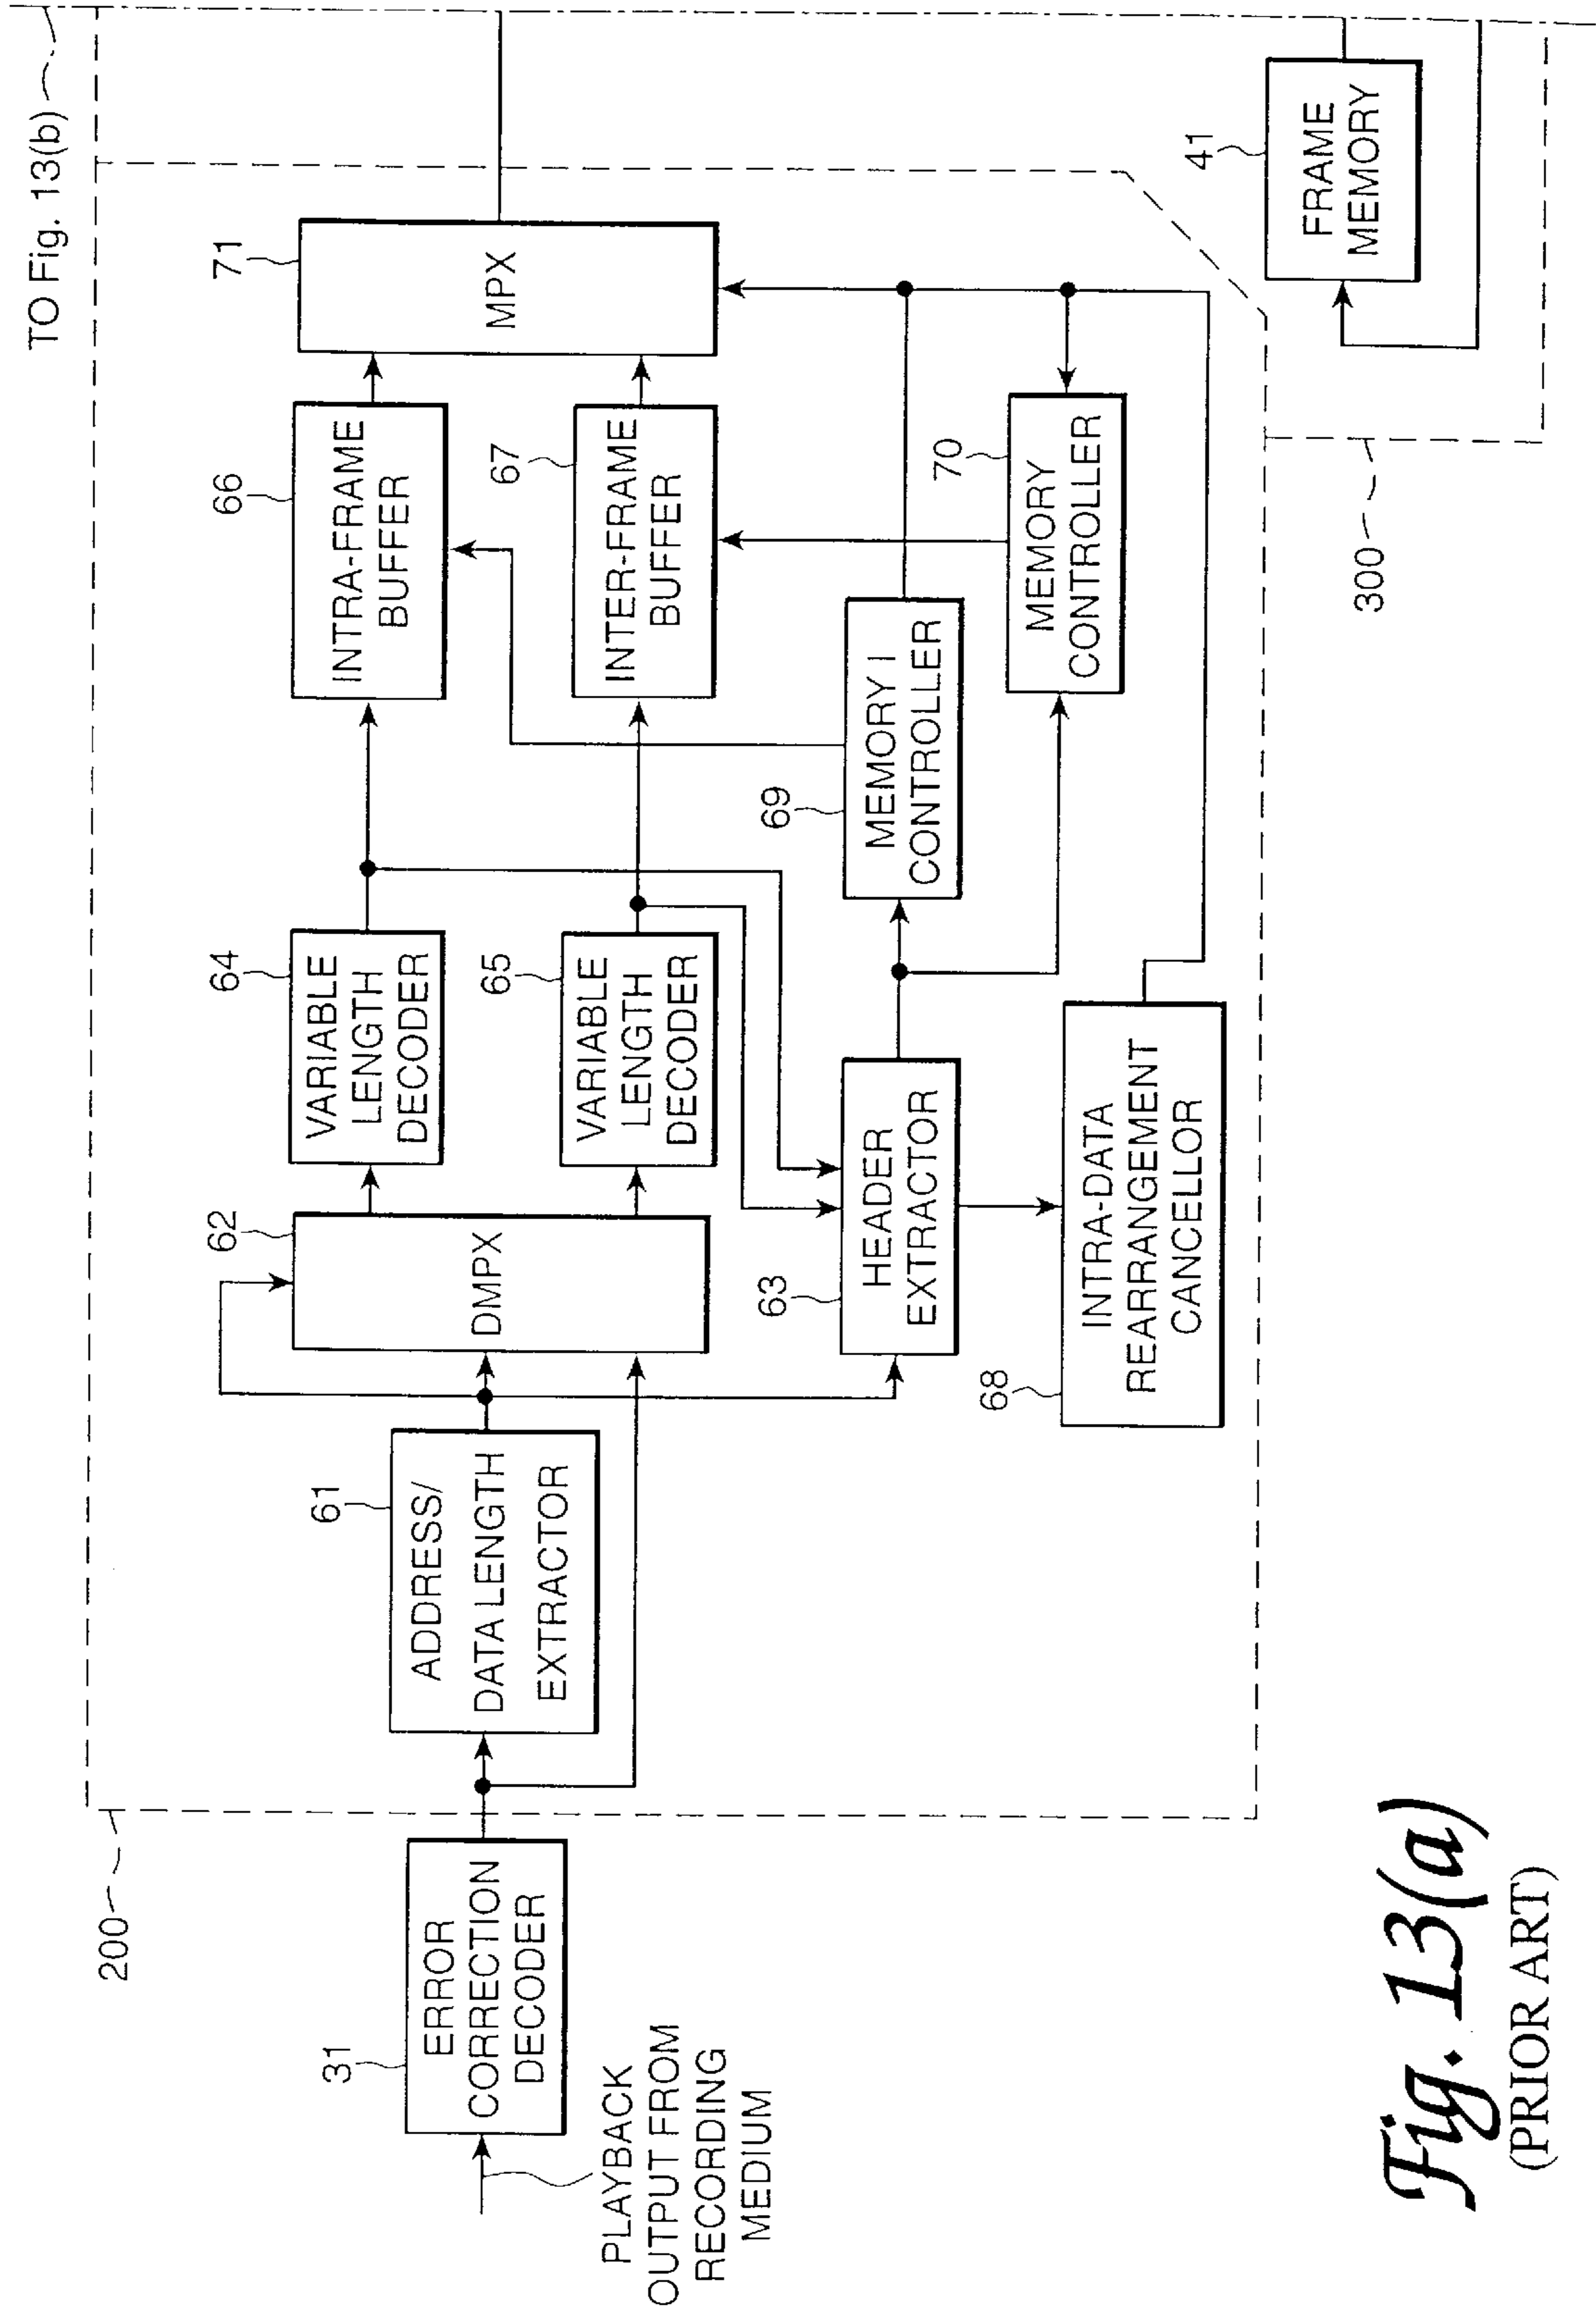 TO Fig. 13(b)
200
31
ERROR
CORRECTION
DECODER
PLAYBACK
OUTPUT FROM
RECORDING
MEDIUM
61
ADDRESS/
DATA LENGTH
EXTRACTOR
62
DMPX
64
VARIABLE
LENGTH
DECODER
65
VARIABLE
LENGTH
DECODER
66
INTRA-FRAME
BUFFER
67
INTER-FRAME
BUFFER
71
MPX
63
HEADER
EXTRACTOR
69
MEMORY I
CONTROLLER
70
MEMORY
CONTROLLER
68
INTRA-DATA
REARRANGEMENT
CANCELLOR
300
41
FRAME
MEMORY
Fig. 13(a)
(PRIOR ART)